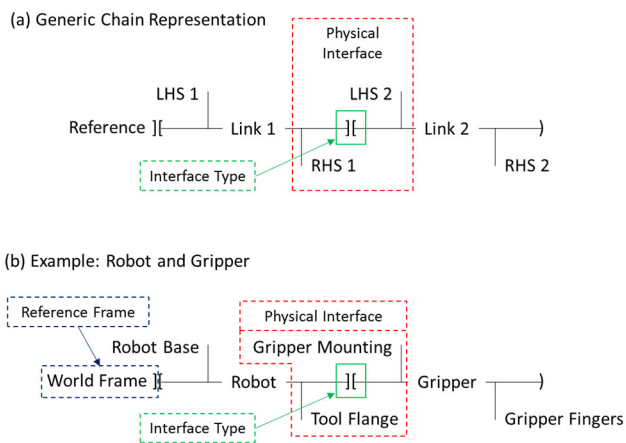 (a) Generic Chain Representation
Physical
Interface
LHS 1
LHS 2
Reference ][
Link 1
][
Link 2
)
RHS 1
RHS 2
Interface Type
(b) Example: Robot and Gripper
Reference Frame
Physical Interface
Robot Base
Gripper Mounting
World Frame ][
Robot
][
Gripper
)
Interface Type
Tool Flange
Gripper Fingers